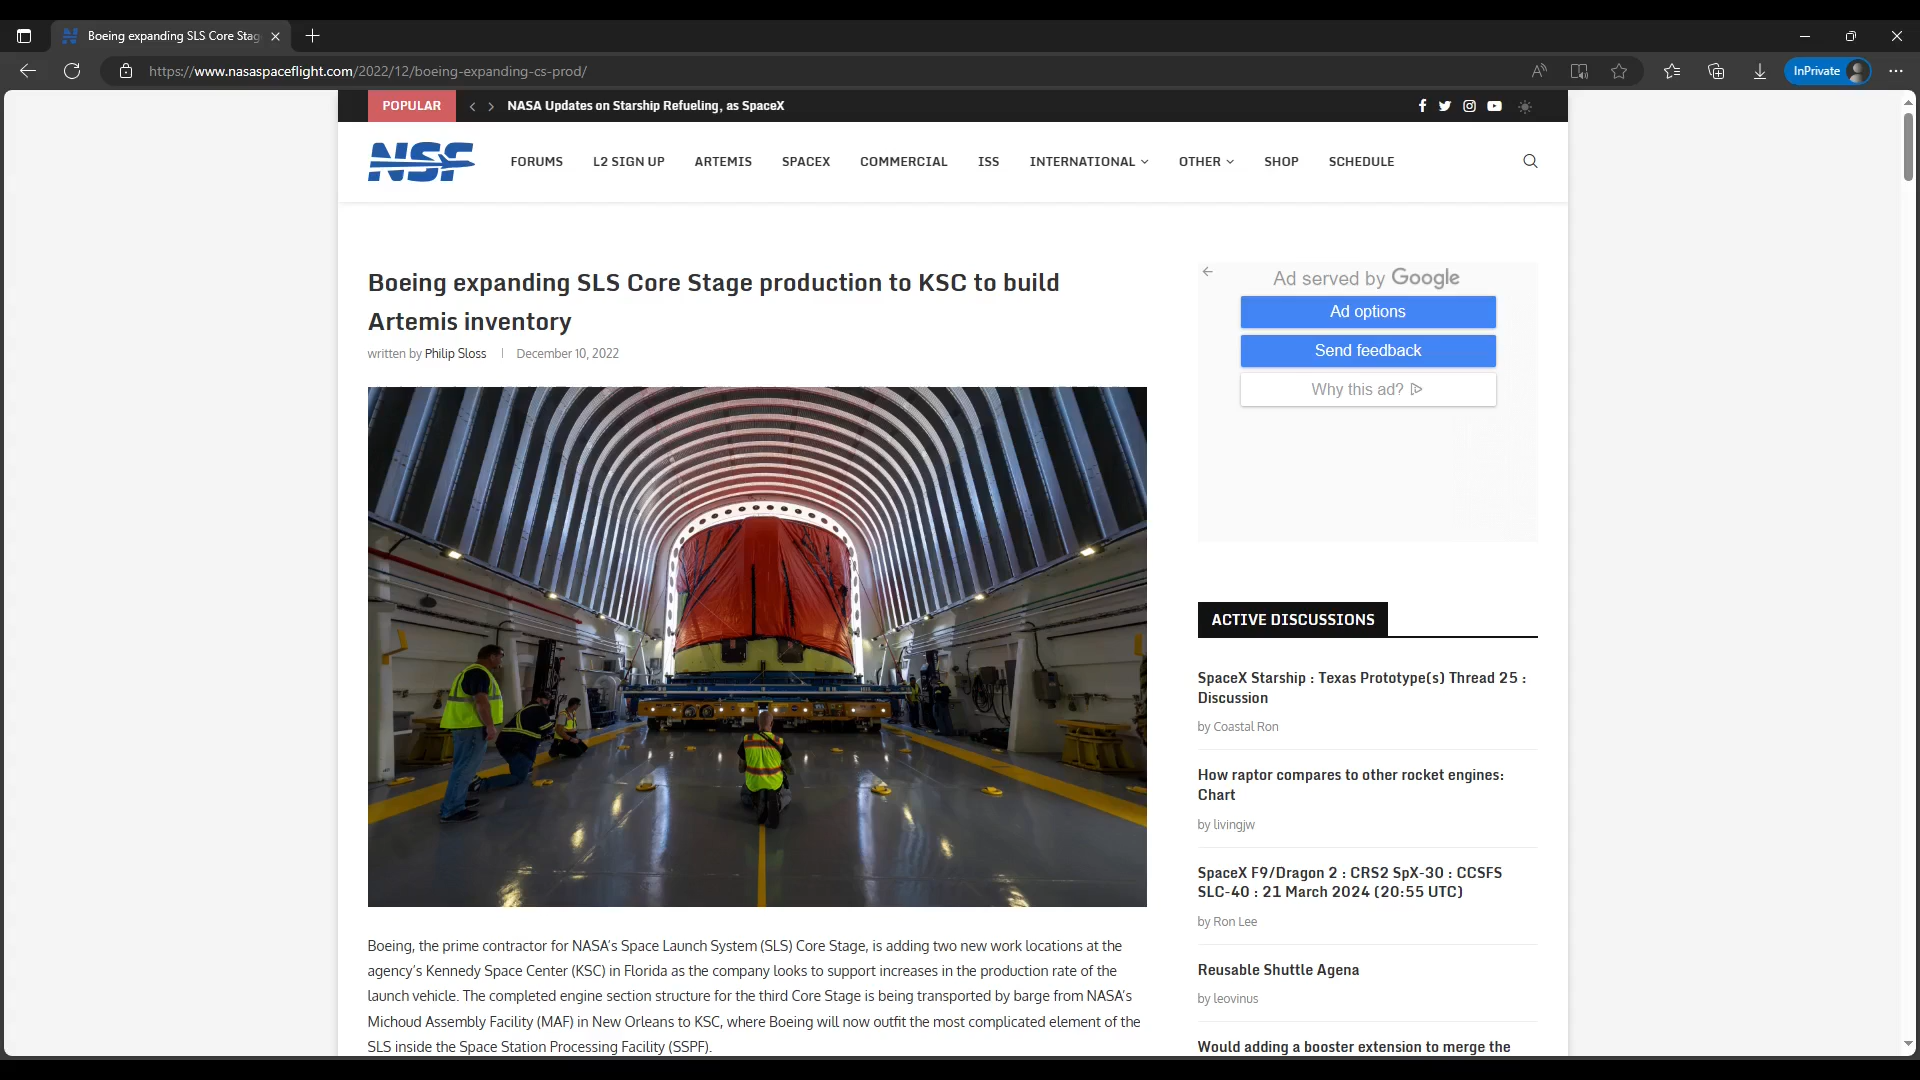 Boeing expanding SLS Core Stag
https://www.nasaspaceflight.com/2022/12/boeing-expanding-cs-prod/
InPrivate
POPULAR
NASA Updates on Starship Refueling, as SpaceX
NSF
FORUMS
L2 SIGN UP
ARTEMIS
SPACEX
COMMERCIAL
ISS
INTERNATIONAL
OTHER
SHOP
SCHEDULE
Boeing expanding SLS Core Stage production to KSC to build
Artemis inventory
written by Philip Sloss
December 10, 2022
Boeing, the prime contractor for NASA's Space Launch System (SLS) Core Stage, is adding two new work locations at the
agency's Kennedy Space Center (KSC) in Florida as the company looks to support increases in the production rate of the
launch vehicle. The completed engine section structure for the third Core Stage is being transported by barge from NASA's
Michoud Assembly Facility (MAF) in New Orleans to KSC, where Boeing will now outfit the most complicated element of the
SLS inside the Space Station Processing Facility (SSPF).
Ad served by Google
Ad options
Send feedback
Why this ad?
ACTIVE DISCUSSIONS
SpaceX Starship : Texas Prototype(s) Thread 25 :
Discussion
by Coastal Ron
How raptor compares to other rocket engines:
Chart
by livingjw
SpaceX F9/Dragon 2 : CRS2 SpX-30 : CCSFS
SLC-40 : 21 March 2024 (20:55 UTC)
by Ron Lee
Reusable Shuttle Agena
by leovinus
Would adding a booster extension to merge the